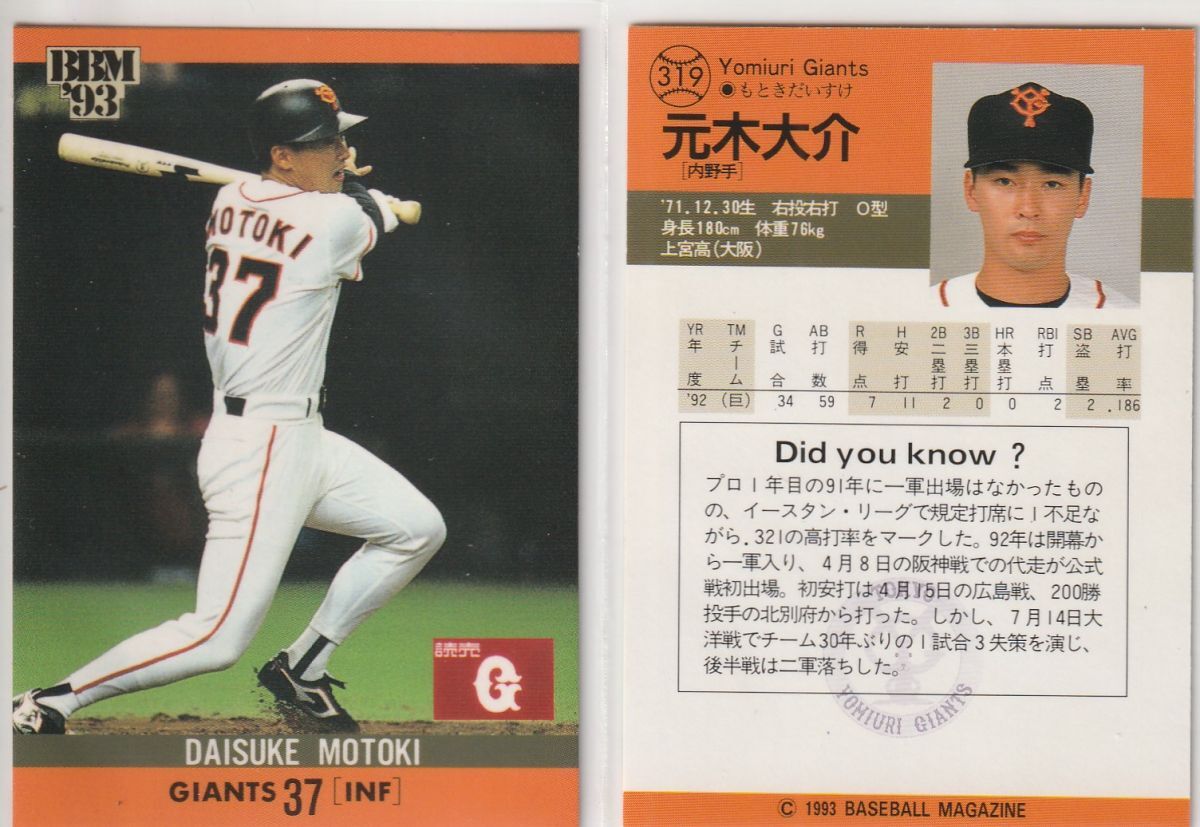 BBM
'93
MOTOKI
37
読売
G
DAISUKE MOTOKI
GIANTS 37 [INF]
319
Yomiuri Giants
●もときだいすけ
元木大介
[内野手]
'71.12.30生 右投右打 O型
身長180cm 体重76kg
上宮高(大阪)
YR TM G AB R H 2B 3B HR RBI SB AVG
年度 チーム 試合 打数 得点 安打 二塁打 三塁打 本塁打 打点 盗塁 打率
'92 (巨) 34 59 7 11 2 0 0 2 2 .186
Did you know ?
プロ1年目の91年に一軍出場はなかったもの
の、イースタン・リーグで規定打席に1不足な
がら.321の高打率をマークした。92年は開幕か
ら一軍入り、4月8日の阪神戦での代走が公式
戦初出場。初安打は4月15日の広島戦、200勝
投手の北別府から打った。しかし、7月14日大
洋戦でチーム30年ぶりの1試合3失策を演じ、
後半戦は二軍落ちした。
TOKYO
YOMIURI GIANTS
© 1993 BASEBALL MAGAZINE